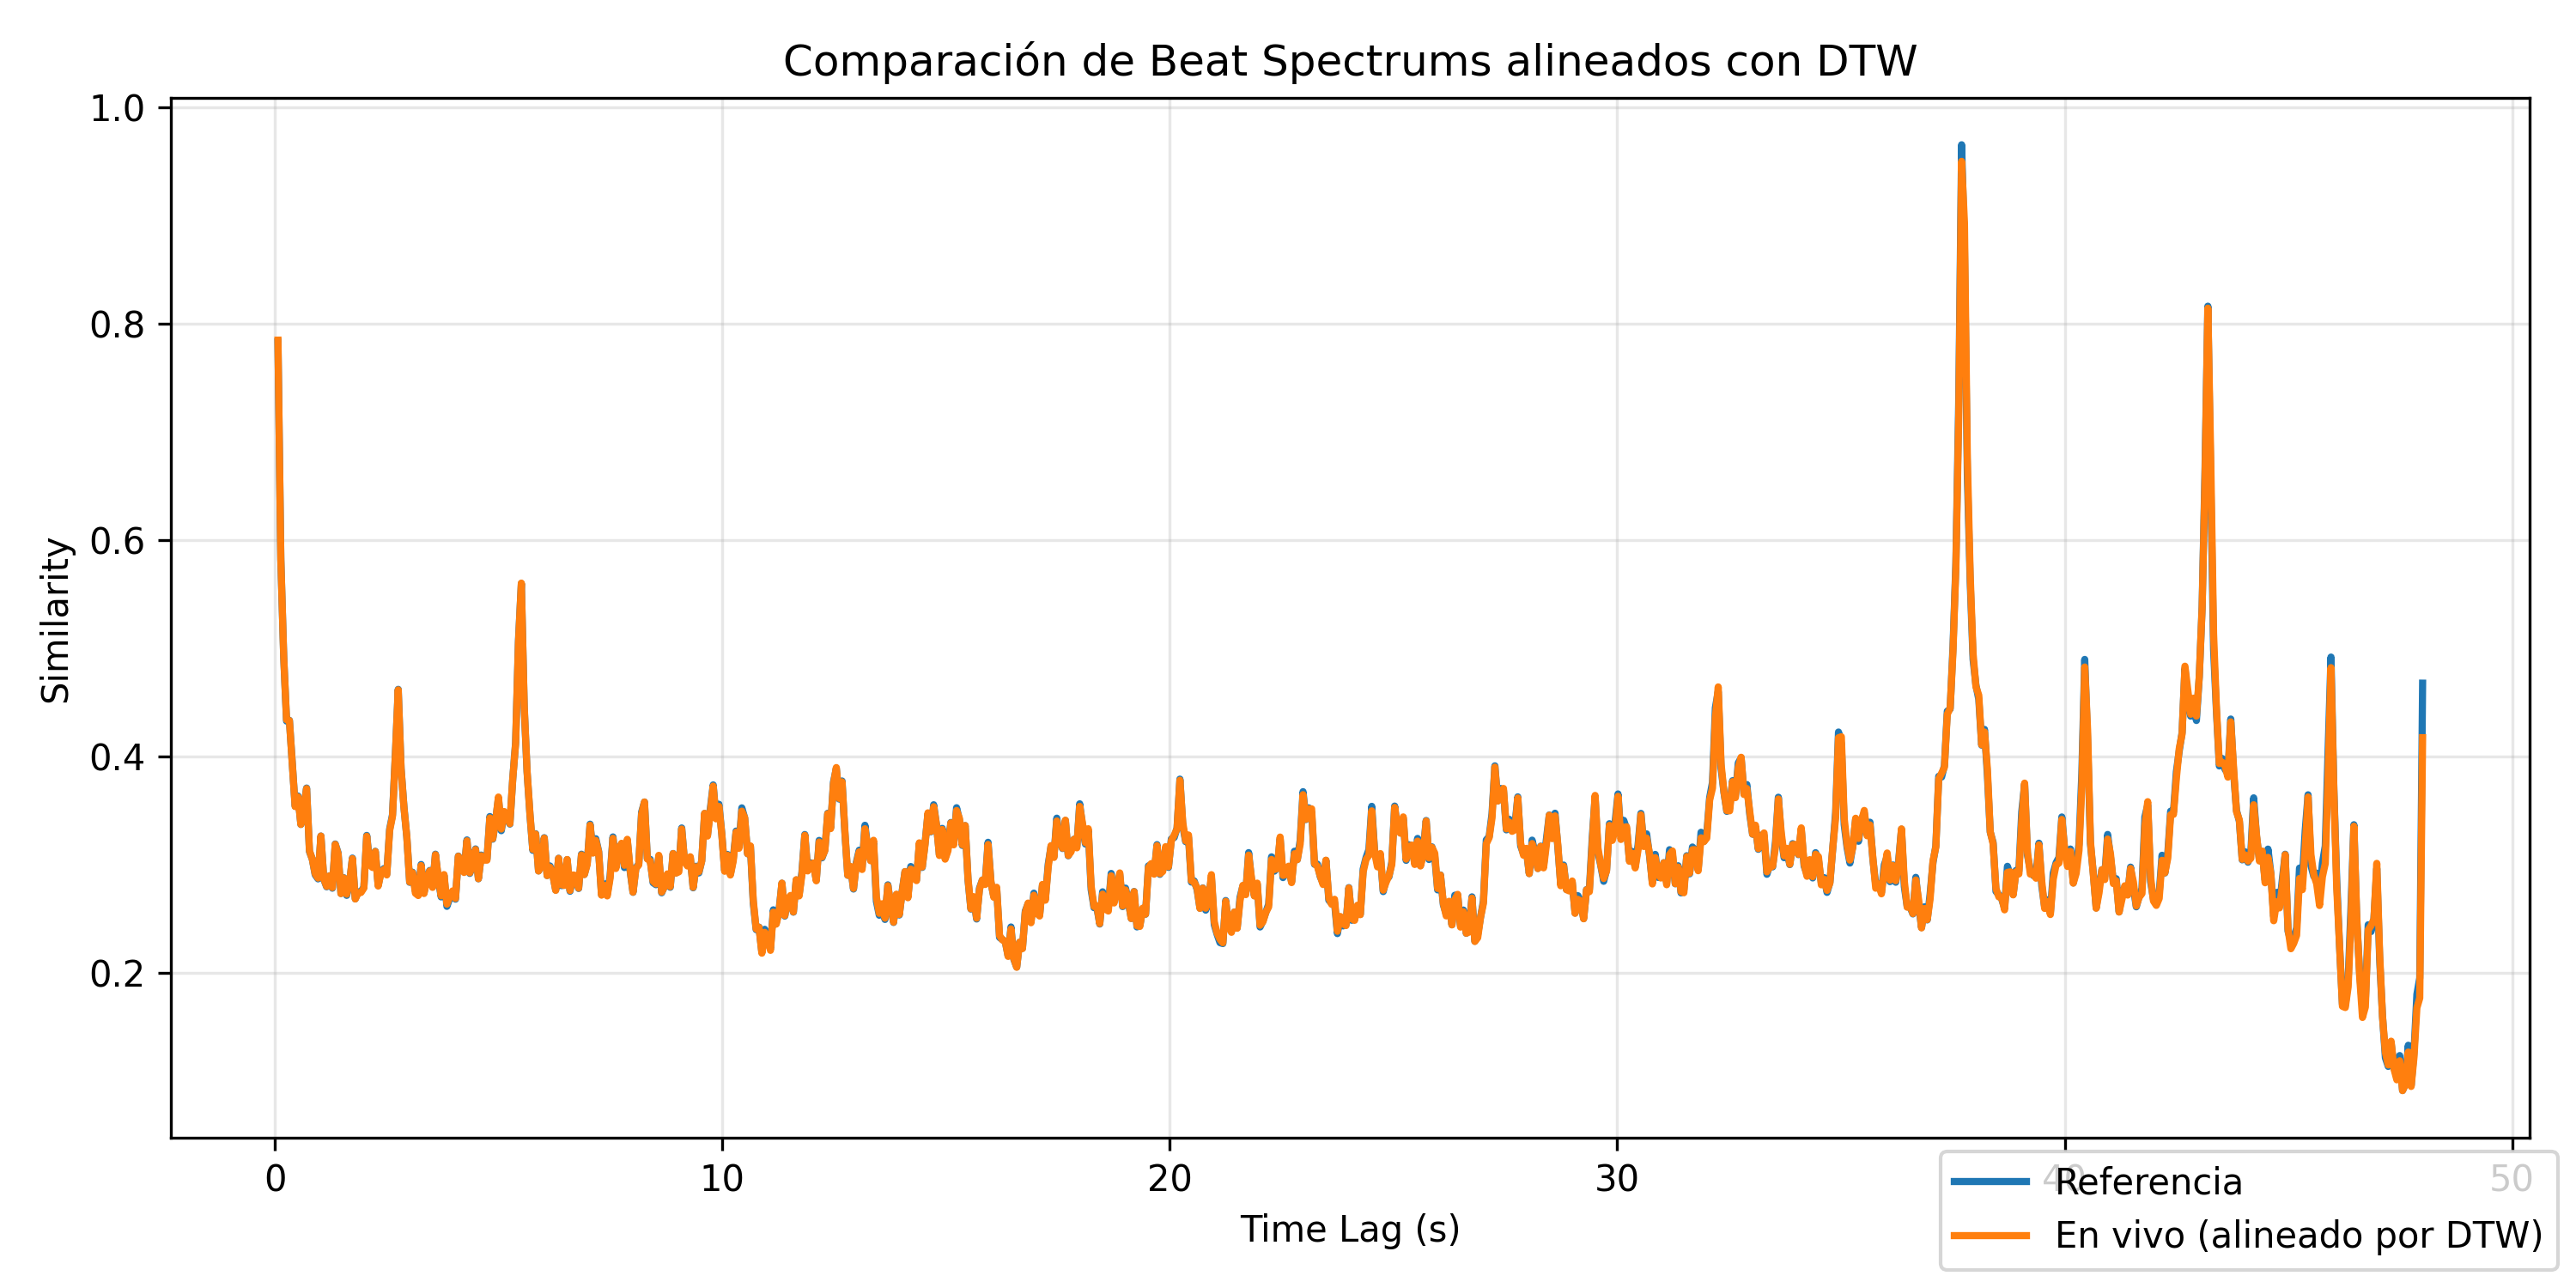 Comparación de Beat Spectrums alineados con DTW
1.0
0.8
0.6
0.4
0.2
Similarity
0 10 20 30 40 50
Time Lag (s)
Referencia
En vivo (alineado por DTW)